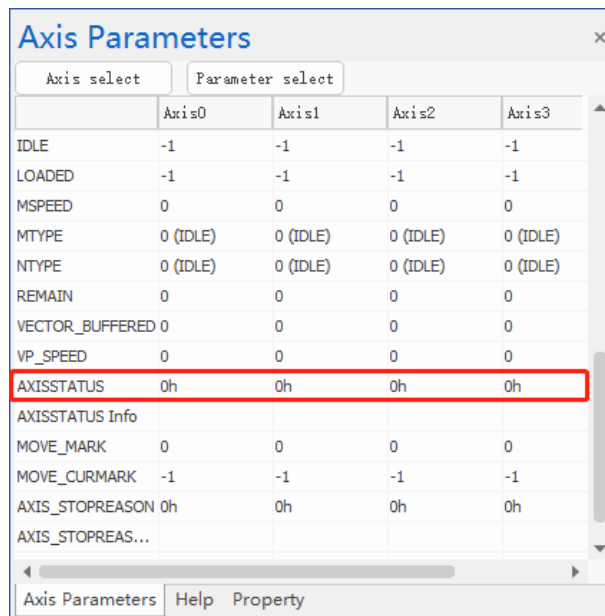 Axis Parameters ×
Axis select Parameter select
Axis0 Axis1 Axis2 Axis3
IDLE -1 -1 -1 -1
LOADED -1 -1 -1 -1
MSPEED 0 0 0 0
MTYPE 0 (IDLE) 0 (IDLE) 0 (IDLE) 0 (IDLE)
NTYPE 0 (IDLE) 0 (IDLE) 0 (IDLE) 0 (IDLE)
REMAIN 0 0 0 0
VECTOR_BUFFERED 0 0 0 0
VP_SPEED 0 0 0 0
AXISSTATUS 0h 0h 0h 0h
AXISSTATUS Info
MOVE_MARK 0 0 0 0
MOVE_CURMARK -1 -1 -1 -1
AXIS_STOPREASON 0h 0h 0h 0h
AXIS_STOPREAS...
Axis Parameters Help Property